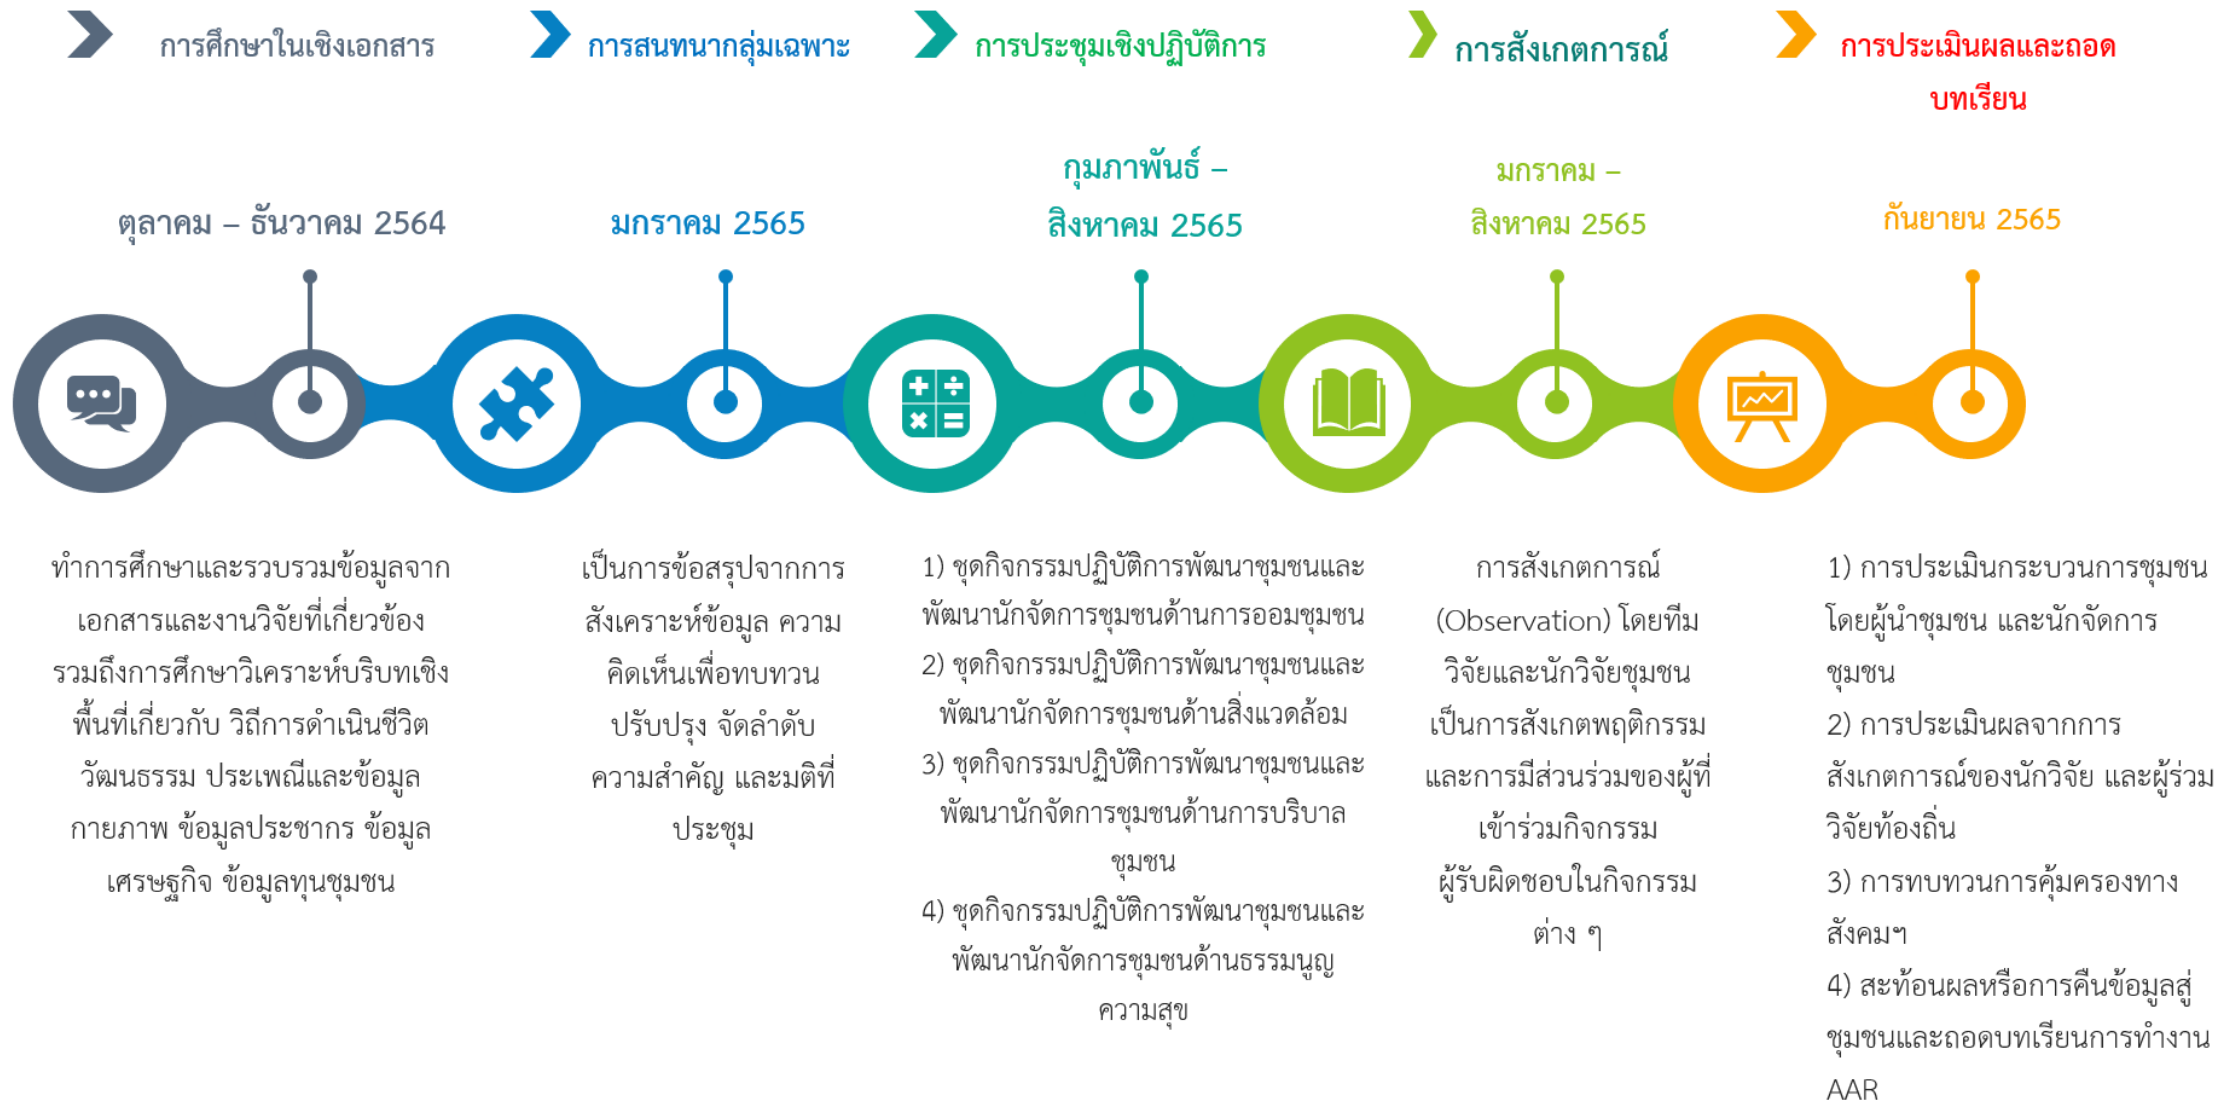 การศึกษาในเชิงเอกสาร
การสนทนากลุ่มเฉพาะ
การประชุมเชิงปฏิบัติการ
การสังเกตการณ์
การประเมินผลและถอด
บทเรียน
ตุลาคม – ธันวาคม 2564
มกราคม 2565
กุมภาพันธ์ –
สิงหาคม 2565
มกราคม –
สิงหาคม 2565
กันยายน 2565
ทำการศึกษาและรวบรวมข้อมูลจาก
เอกสารและงานวิจัยที่เกี่ยวข้อง
รวมถึงการศึกษาวิเคราะห์บริบทเชิง
พื้นที่เกี่ยวกับ วิถีการดำเนินชีวิต
วัฒนธรรม ประเพณีและข้อมูล
กายภาพ ข้อมูลประชากร ข้อมูล
เศรษฐกิจ ข้อมูลทุนชุมชน
เป็นการข้อสรุปจากการ
สังเคราะห์ข้อมูล ความ
คิดเห็นเพื่อทบทวน
ปรับปรุง จัดลำดับ
ความสำคัญ และมติที่
ประชุม
1) ชุดกิจกรรมปฏิบัติการพัฒนาชุมชนและ
พัฒนานักจัดการชุมชนด้านการออมชุมชน
2) ชุดกิจกรรมปฏิบัติการพัฒนาชุมชนและ
พัฒนานักจัดการชุมชนด้านสิ่งแวดล้อม
3) ชุดกิจกรรมปฏิบัติการพัฒนาชุมชนและ
พัฒนานักจัดการชุมชนด้านการบริบาล
ชุมชน
4) ชุดกิจกรรมปฏิบัติการพัฒนาชุมชนและ
พัฒนานักจัดการชุมชนด้านธรรมนูญ
ความสุข
การสังเกตการณ์
(Observation) โดยทีม
วิจัยและนักวิจัยชุมชน
เป็นการสังเกตพฤติกรรม
และการมีส่วนร่วมของผู้ที่
เข้าร่วมกิจกรรม
ผู้รับผิดชอบในกิจกรรม
ต่าง ๆ
1) การประเมินกระบวนการชุมชน
โดยผู้นำชุมชน และนักจัดการ
ชุมชน
2) การประเมินผลจากการ
สังเกตการณ์ของนักวิจัย และผู้ร่วม
วิจัยท้องถิ่น
3) การทบทวนการคุ้มครองทาง
สังคมฯ
4) สะท้อนผลหรือการคืนข้อมูลสู่
ชุมชนและถอดบทเรียนการทำงาน
AAR